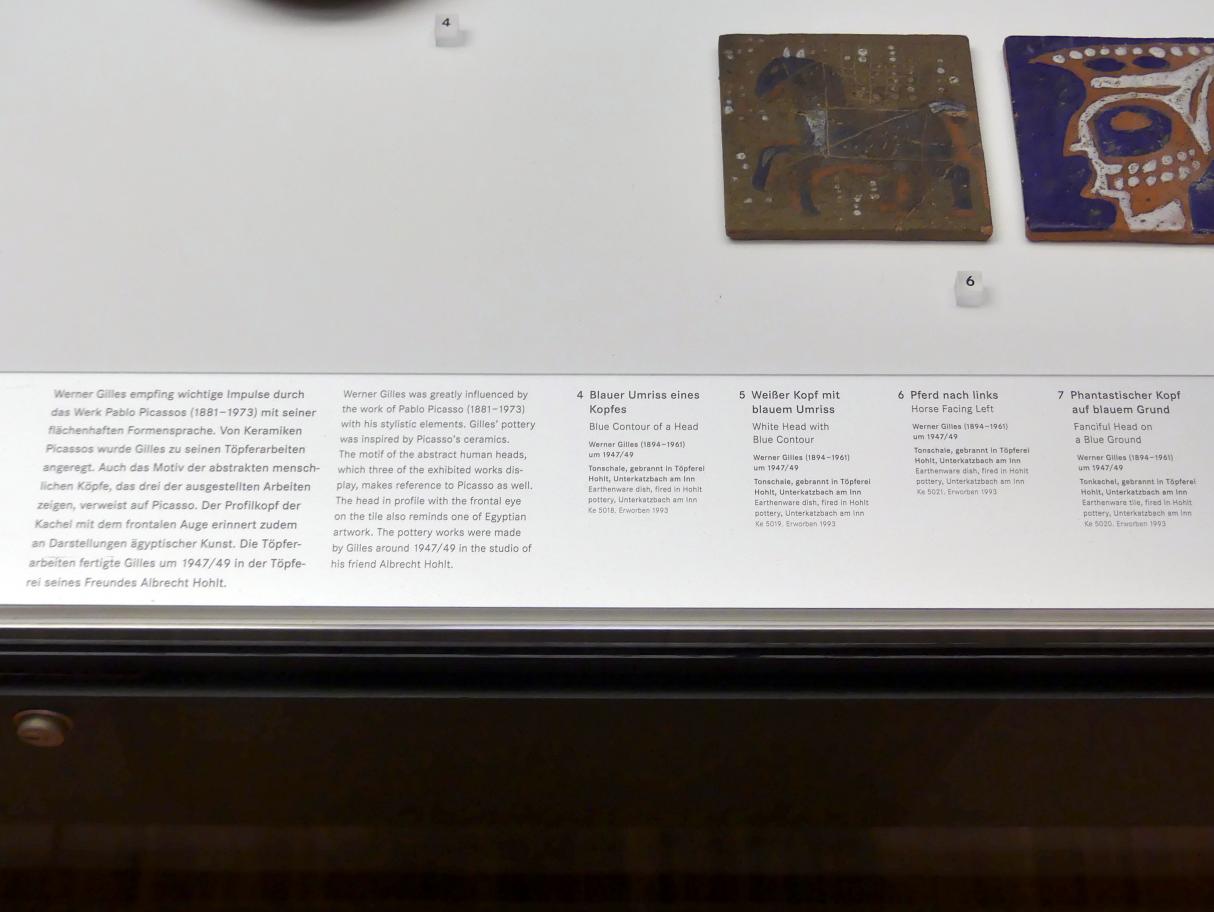 4
6
Werner Gilles empfing wichtige Impulse durch
das Werk Pablo Picassos (1881–1973) mit seiner
flächenhaften Formensprache. Von Keramiken
Picassos wurde Gilles zu seinen Töpferarbeiten
angeregt. Auch das Motiv der abstrakten mensch-
lichen Köpfe, das drei der ausgestellten Arbeiten
zeigen, verweist auf Picasso. Der Profilkopf der
Kachel mit dem frontalen Auge erinnert zudem
an Darstellungen ägyptischer Kunst. Die Töpfer-
arbeiten fertigte Gilles um 1947/49 in der Töpfe-
rei seines Freundes Albrecht Hohlt.
Werner Gilles was greatly influenced by
the work of Pablo Picasso (1881–1973)
with his stylistic elements. Gilles' pottery
was inspired by Picasso's ceramics.
The motif of the abstract human heads,
which three of the exhibited works dis-
play, makes reference to Picasso as well.
The head in profile with the frontal eye
on the tile also reminds one of Egyptian
artwork. The pottery works were made
by Gilles around 1947/49 in the studio of
his friend Albrecht Hohlt.
4 Blauer Umriss eines
Kopfes
Blue Contour of a Head
Werner Gilles (1894–1961)
um 1947/49
Tonschale, gebrannt in Töpferei
Hohlt, Unterkatzbach am Inn
Earthenware dish, fired in Hohlt
pottery, Unterkatzbach am Inn
Ke 5018. Erworben 1993
5 Weißer Kopf mit
blauem Umriss
White Head with
Blue Contour
Werner Gilles (1894–1961)
um 1947/49
Tonschale, gebrannt in Töpferei
Hohlt, Unterkatzbach am Inn
Earthenware dish, fired in Hohlt
pottery, Unterkatzbach am Inn
Ke 5019. Erworben 1993
6 Pferd nach links
Horse Facing Left
Werner Gilles (1894–1961)
um 1947/49
Tonschale, gebrannt in Töpferei
Hohlt, Unterkatzbach am Inn
Earthenware dish, fired in Hohlt
pottery, Unterkatzbach am Inn
Ke 5021. Erworben 1993
7 Phantastischer Kopf
auf blauem Grund
Fanciful Head on
a Blue Ground
Werner Gilles (1894–1961)
um 1947/49
Tonkachel, gebrannt in Töpferei
Hohlt, Unterkatzbach am Inn
Earthenware tile, fired in Hohlt
pottery, Unterkatzbach am Inn
Ke 5020. Erworben 1993